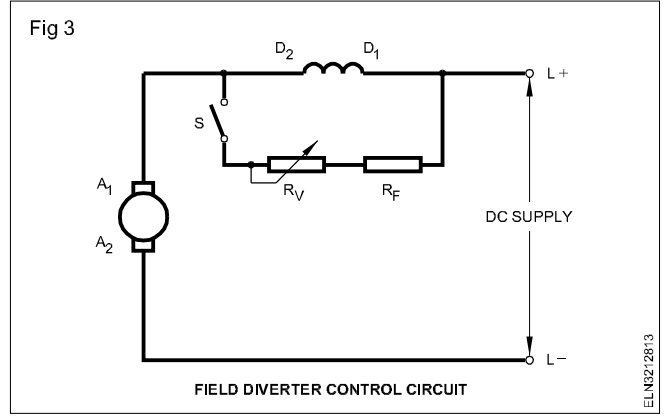 Fig 3
D2 D1
L+
S
RV RF
A1
A2
DC SUPPLY
L−
FIELD DIVERTER CONTROL CIRCUIT
ELN3212813